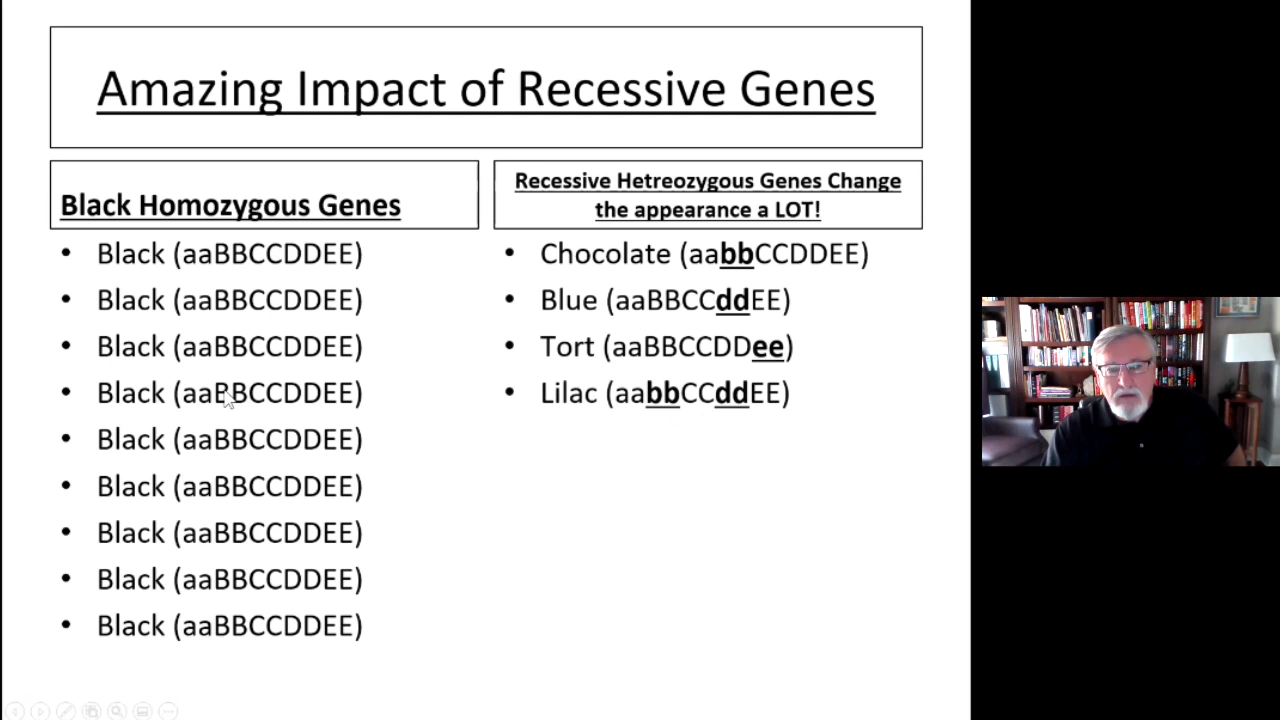 Amazing Impact of Recessive Genes
Black Homozygous Genes
• Black (aaBBCCDDEE)
• Black (aaBBCCDDEE)
• Black (aaBBCCDDEE)
• Black (aaBBCCDDEE)
• Black (aaBBCCDDEE)
• Black (aaBBCCDDEE)
• Black (aaBBCCDDEE)
• Black (aaBBCCDDEE)
• Black (aaBBCCDDEE)
Recessive Hetreozygous Genes Change
the appearance a LOT!
• Chocolate (aabbCCDDEE)
• Blue (aaBBCCddEE)
• Tort (aaBBCCDDee)
• Lilac (aabbCCddEE)